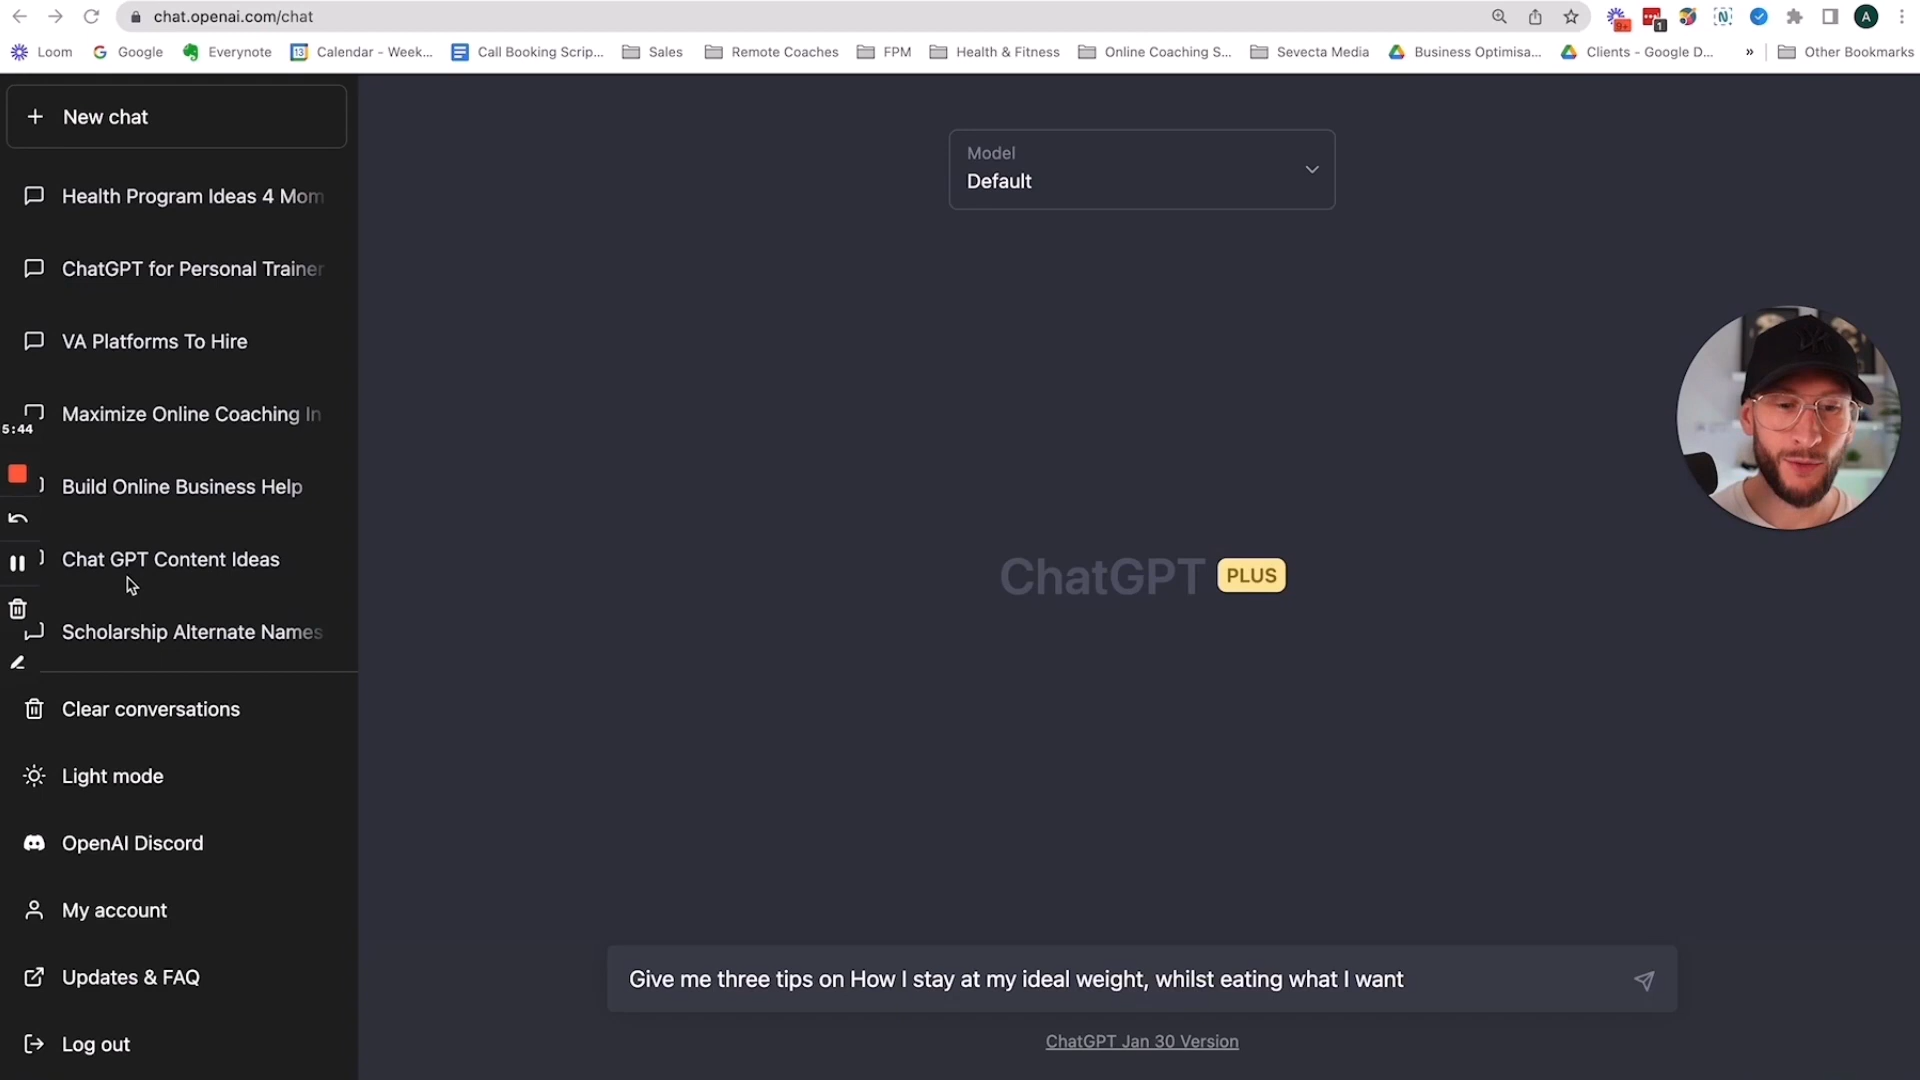 chat.openai.com/chat
9+
1
A
Loom
Google
Everynote
13
Calendar - Week...
Call Booking Scrip...
Sales
Remote Coaches
FPM
Health & Fitness
Online Coaching S...
Sevecta Media
Business Optimisa...
Clients - Google D...
»
Other Bookmarks
+ New chat
Model
Default
Health Program Ideas 4 Mom
ChatGPT for Personal Trainer
VA Platforms To Hire
Maximize Online Coaching In
5:44
Build Online Business Help
Chat GPT Content Ideas
ChatGPT PLUS
Scholarship Alternate Names
Clear conversations
Light mode
OpenAI Discord
My account
Updates & FAQ
Log out
Give me three tips on How I stay at my ideal weight, whilst eating what I want
ChatGPT Jan 30 Version